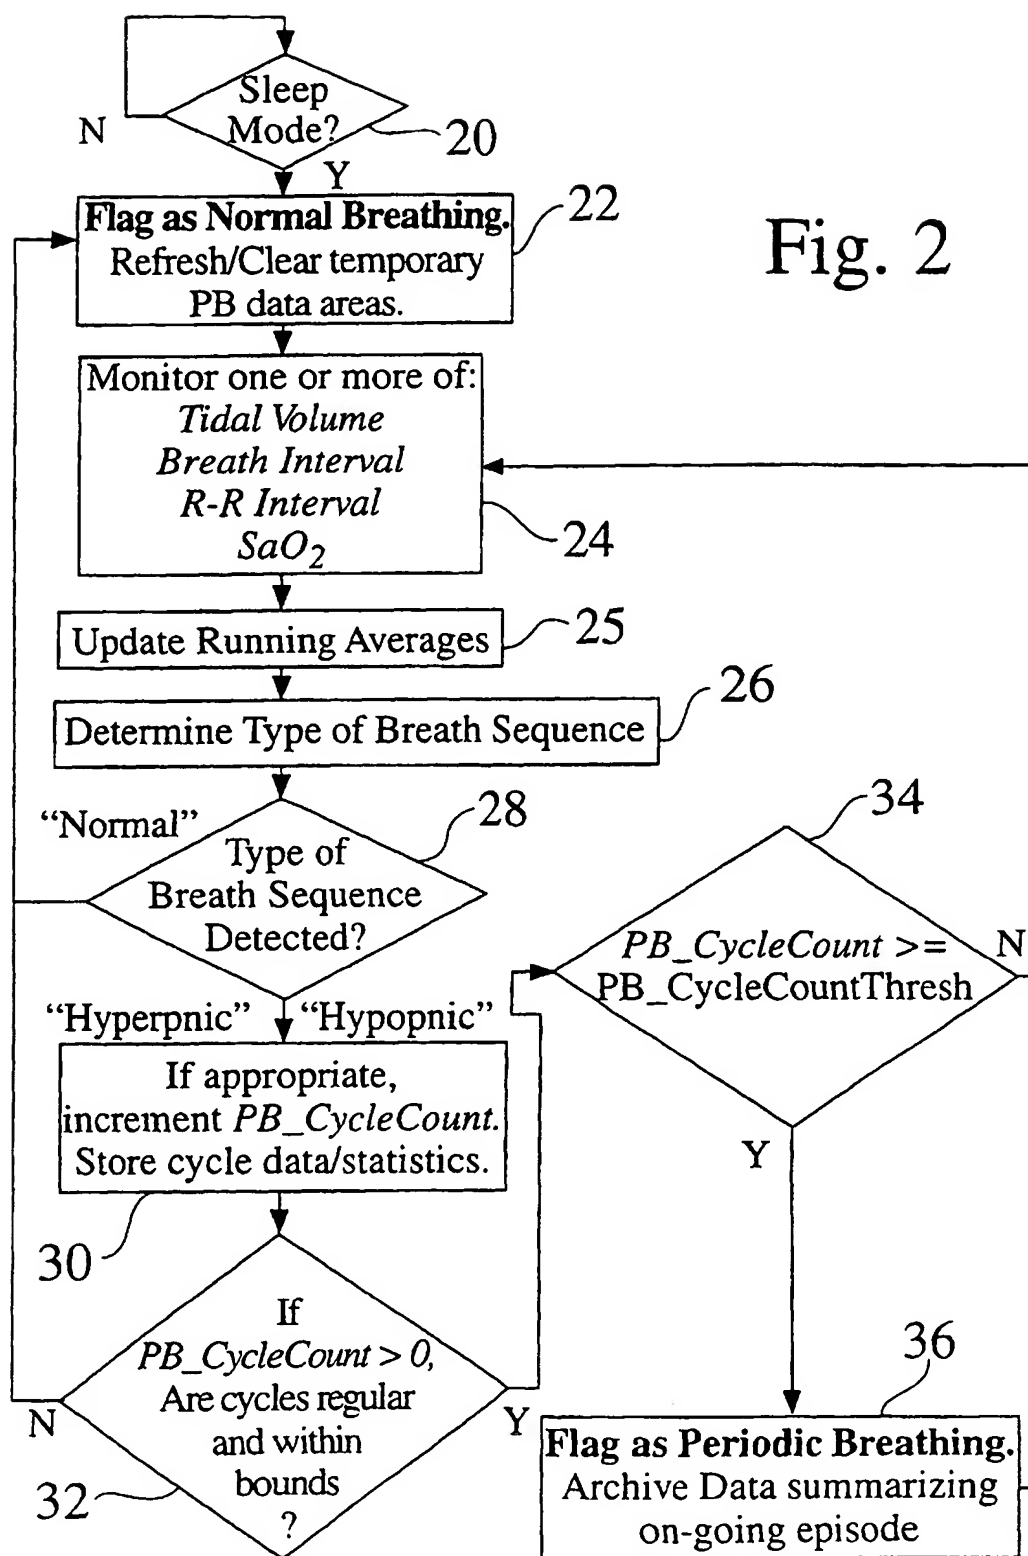 Sleep
Mode?
N
20
Y
Flag as Normal Breathing.
Refresh/Clear temporary
PB data areas.
22
Fig. 2
Monitor one or more of:
Tidal Volume
Breath Interval
R-R Interval
SaO2
24
Update Running Averages
25
Determine Type of Breath Sequence
26
"Normal"
28
Type of
Breath Sequence
Detected?
"Hyperpnic" "Hypopnic"
If appropriate,
increment PB_CycleCount.
Store cycle data/statistics.
30
If
PB_CycleCount > 0,
Are cycles regular
and within
bounds
?
N
Y
32
34
PB_CycleCount >=
PB_CycleCountThresh
N
Y
36
Flag as Periodic Breathing.
Archive Data summarizing
on-going episode